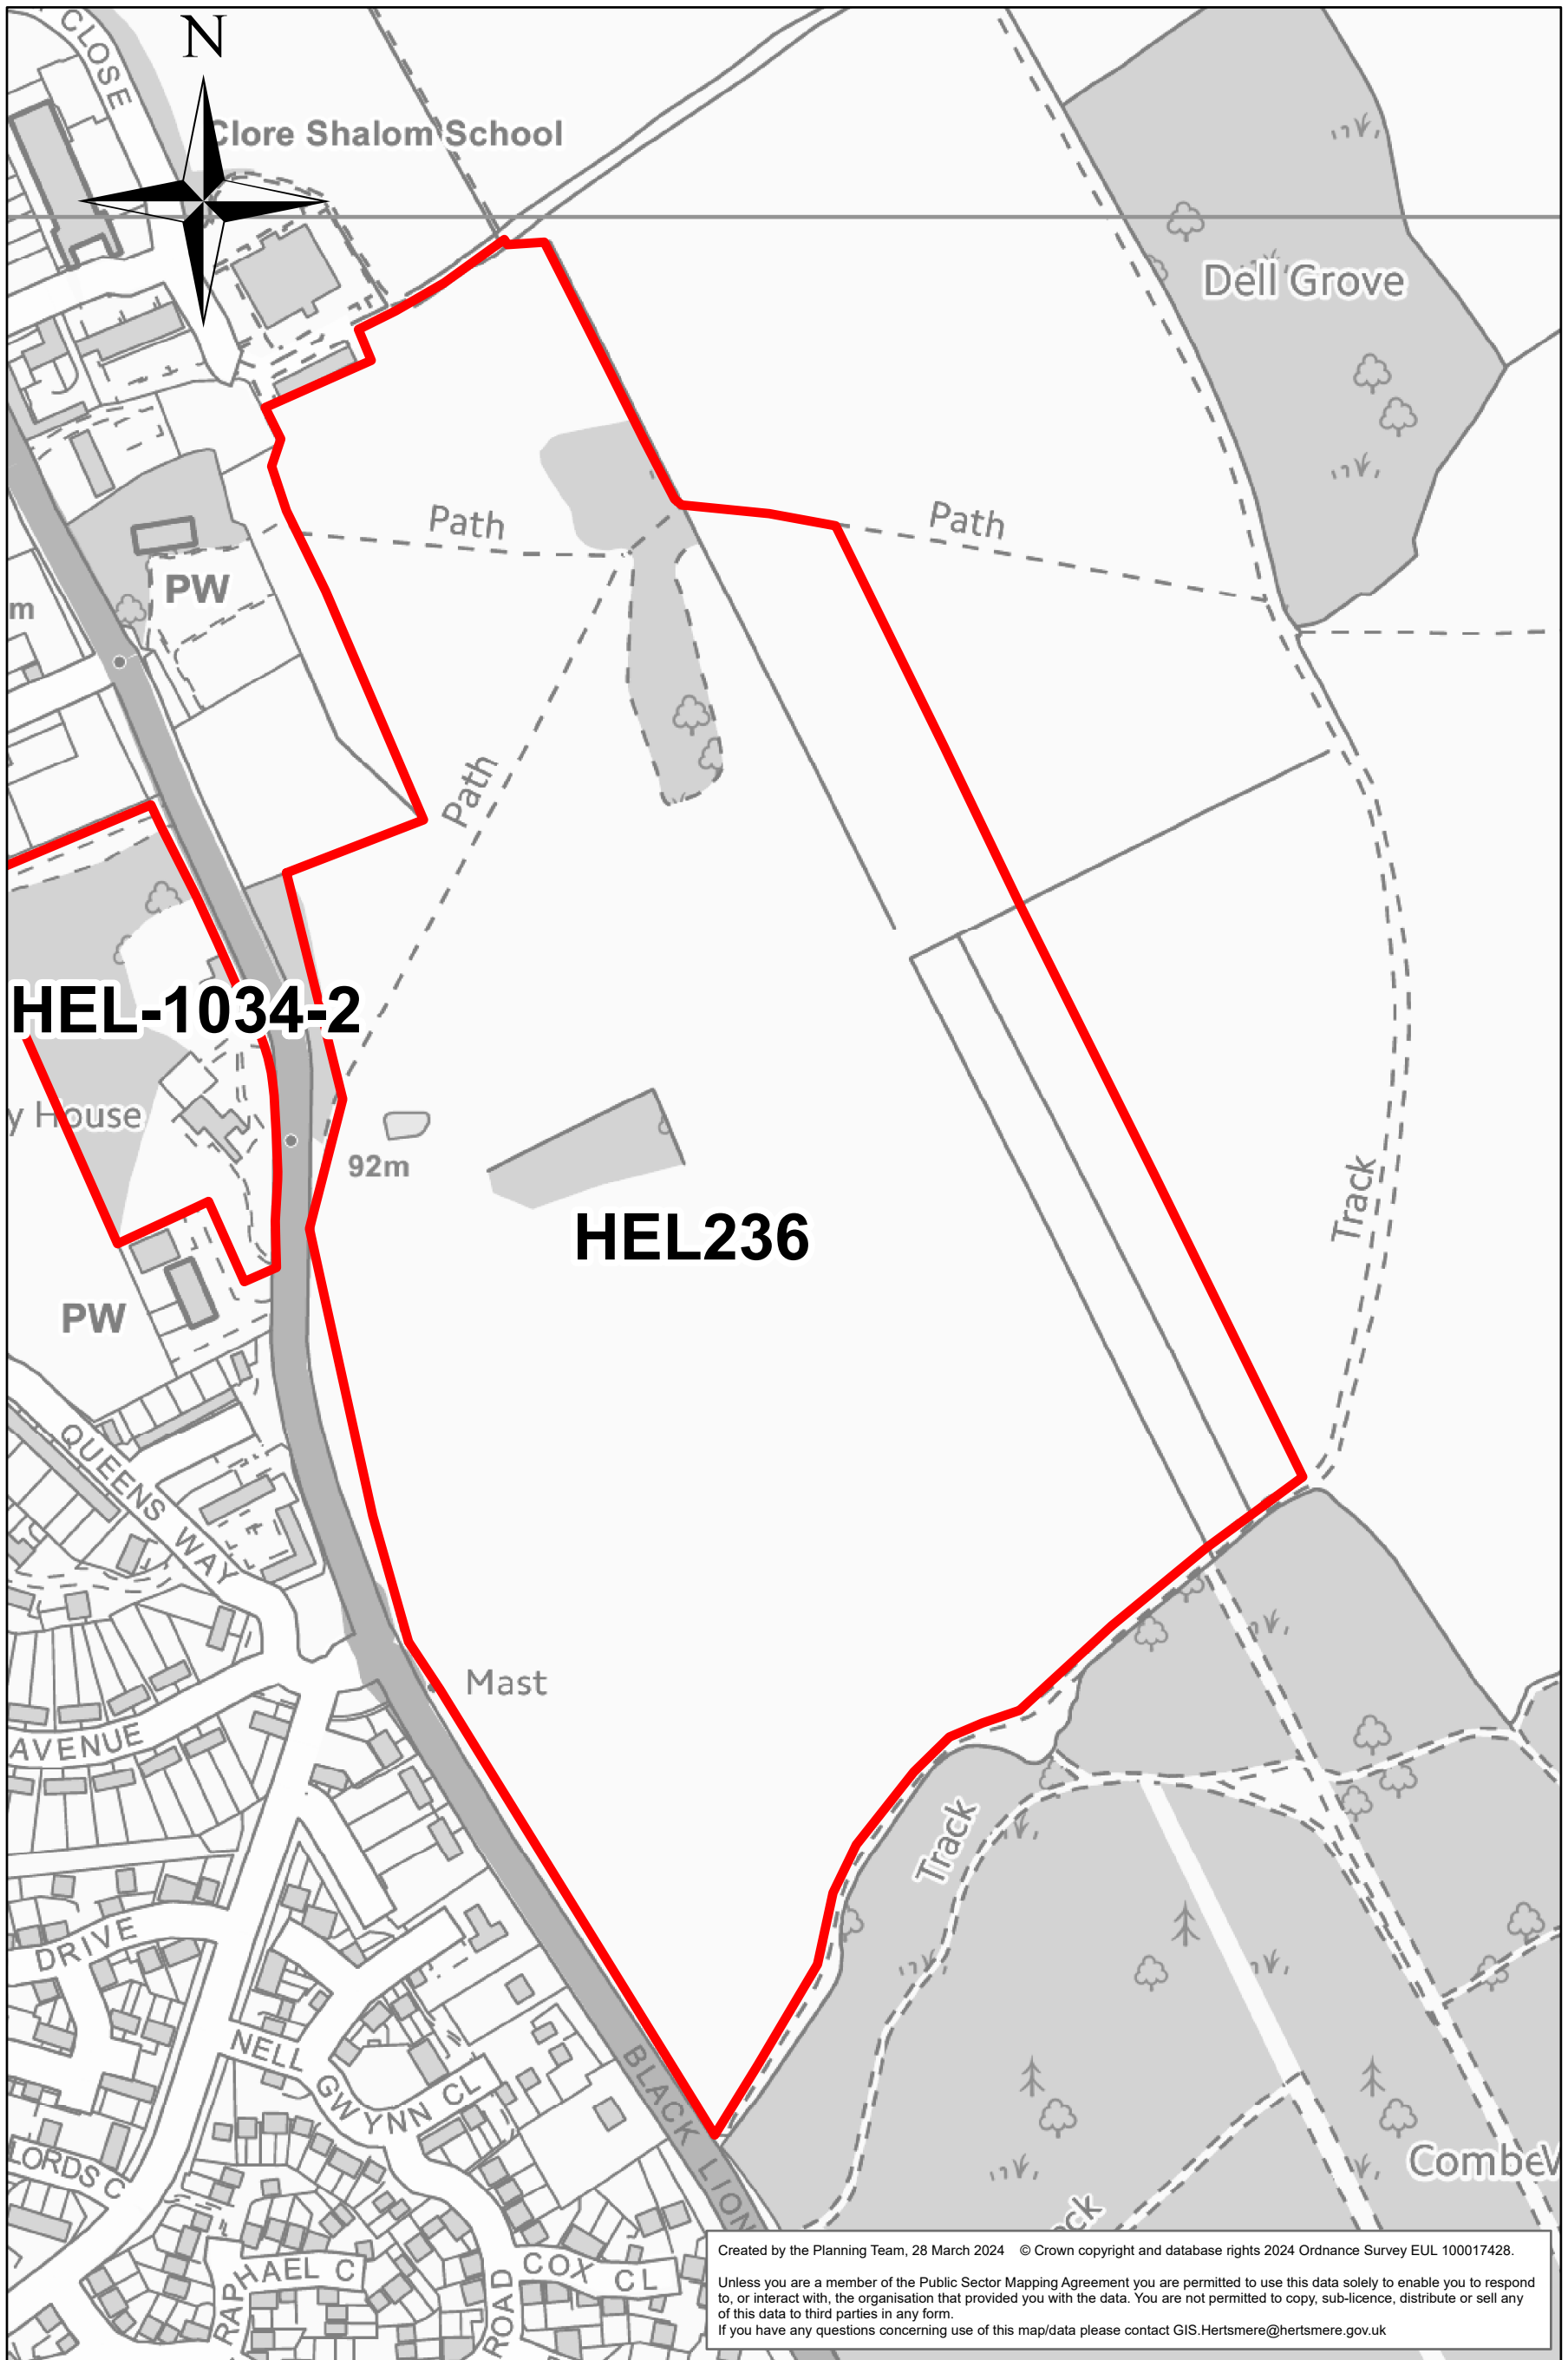 CLOSE
N
Clore Shalom School
Dell Grove
Path
Path
PW
m
Path
HEL-1034-2
y House
92m
HEL236
Track
PW
QUEENS WAY
Mast
AVENUE
Track
DRIVE
NELL GWYNN CL
BLACK LION
LORDS C
Combe
RAPHAEL C
ROAD
COX CL
Created by the Planning Team, 28 March 2024 © Crown copyright and database rights 2024 Ordnance Survey EUL 100017428.
Unless you are a member of the Public Sector Mapping Agreement you are permitted to use this data solely to enable you to respond
to, or interact with, the organisation that provided you with the data. You are not permitted to copy, sub-licence, distribute or sell any
of this data to third parties in any form.
If you have any questions concerning use of this map/data please contact GIS.Hertsmere@hertsmere.gov.uk